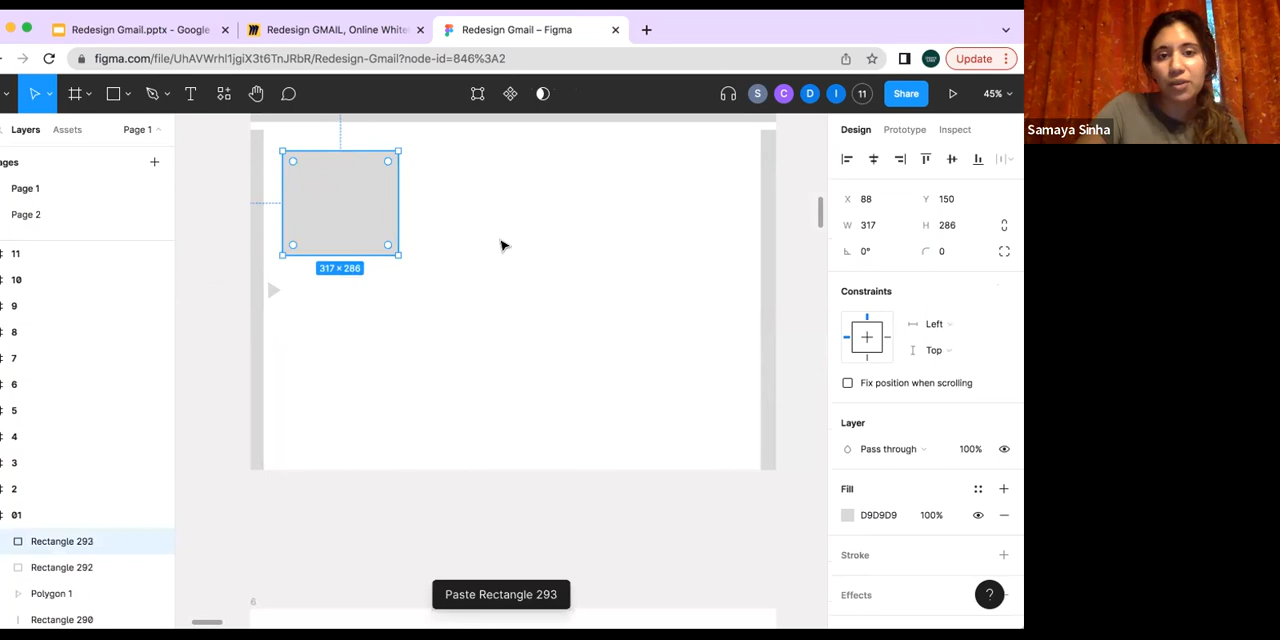 Redesign Gmail.pptx - Google
Redesign GMAIL, Online White
Redesign Gmail – Figma
figma.com/file/UhAVWrhl1jgiX3t6TnJRbR/Redesign-Gmail?node-id=846%3A2
Update
S C D I 11
Share
45%
Layers Assets Page 1
ages
Page 1
Page 2
11
10
9
8
7
6
5
4
3
2
01
Rectangle 293
Rectangle 292
Polygon 1
Rectangle 290
317 × 286
6
Paste Rectangle 293
Design Prototype Inspect
X 88 Y 150
W 317 H 286
0° 0
Constraints
Left
Top
Fix position when scrolling
Layer
Pass through 100%
Fill
D9D9D9 100%
Stroke
Effects
?
Samaya Sinha